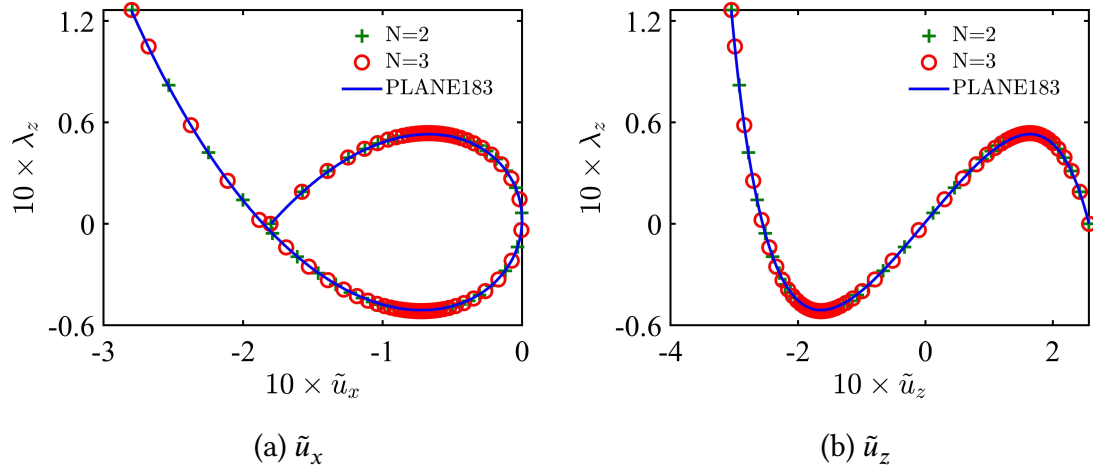 1.2
0.6
0
-0.6
10 × λ_z
-3
-2
-1
0
10 × ũ_x
N=2
N=3
PLANE183
(a) ũ_x
1.2
0.6
0
-0.6
10 × λ_z
-4
-2
0
2
10 × ũ_z
N=2
N=3
PLANE183
(b) ũ_z